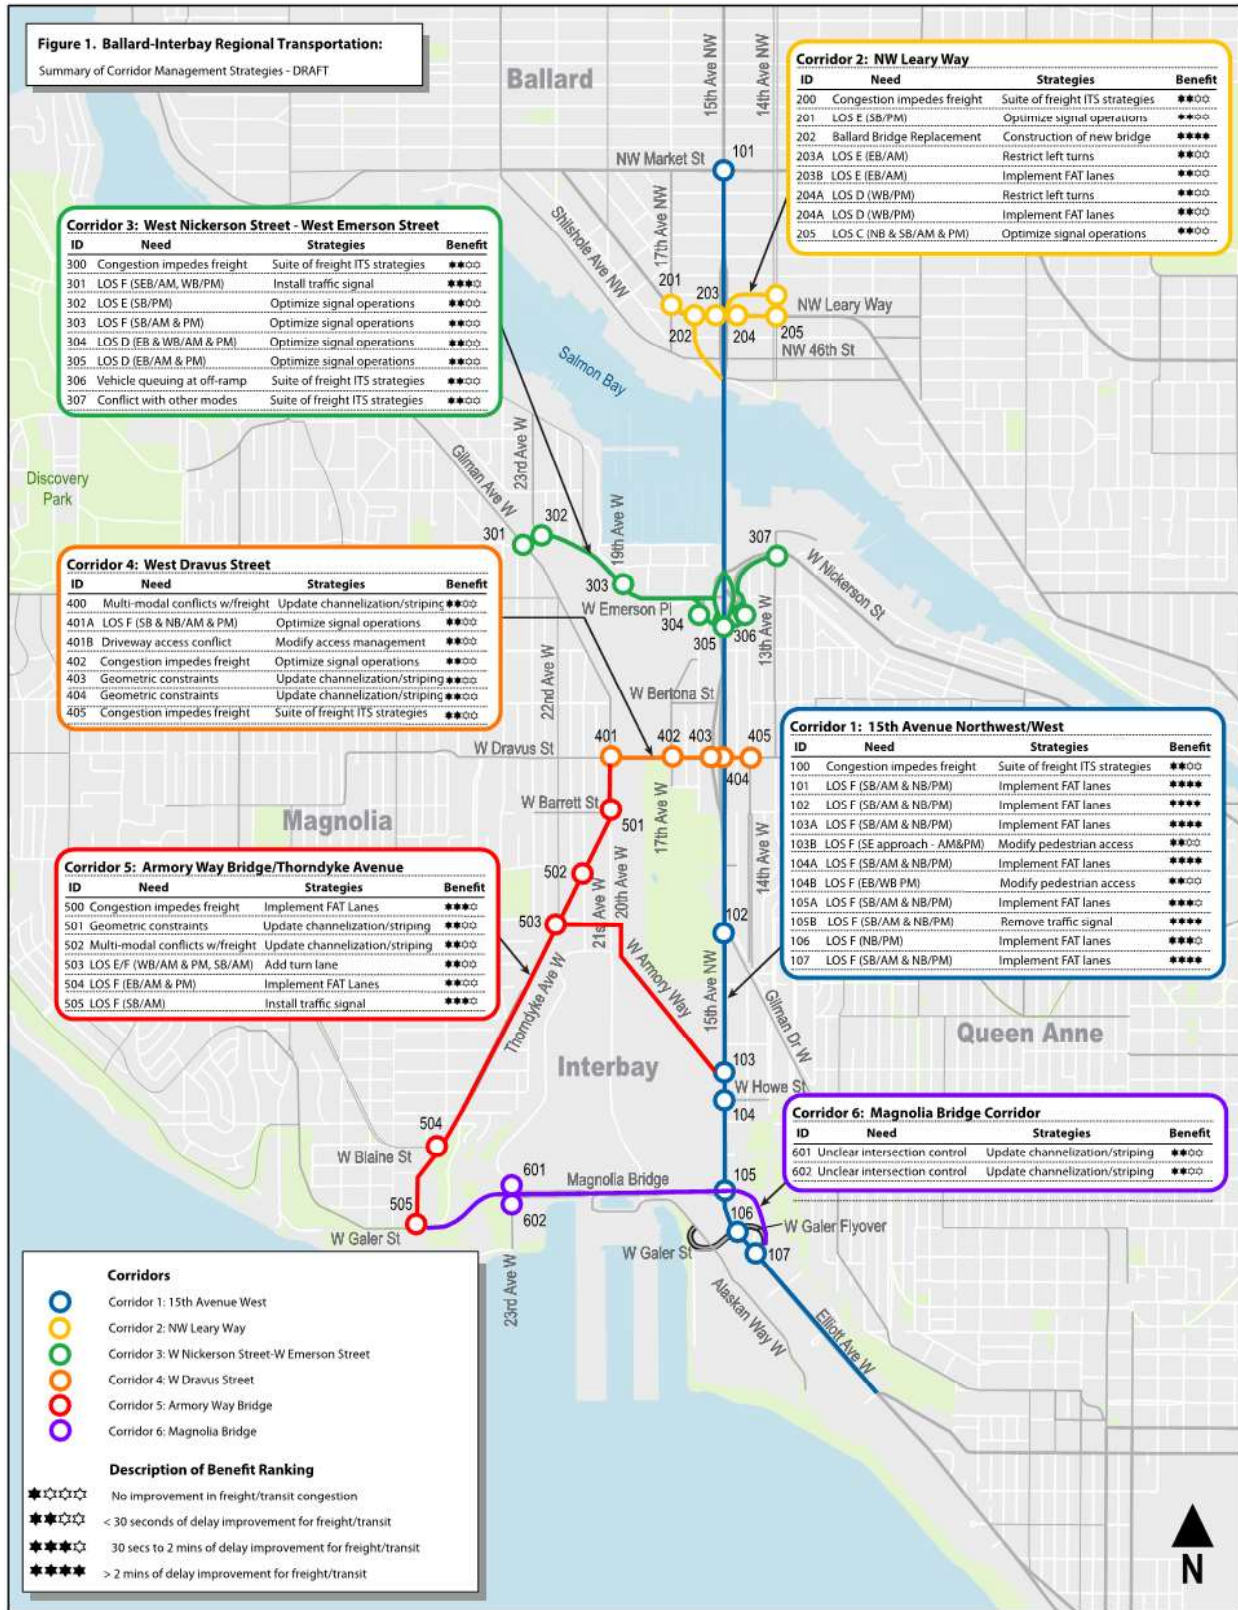 Figure 1. Ballard-Interbay Regional Transportation:
Summary of Corridor Management Strategies - DRAFT
Ballard
15th Ave NW
14th Ave NW
NW Market St
101
Corridor 2: NW Leary Way
ID Need Strategies Benefit
200 Congestion impedes freight Suite of freight ITS strategies ★★☆☆
201 LOS E (SB/PM) Optimize signal operations ★★☆☆
202 Ballard Bridge Replacement Construction of new bridge ★★★★
203A LOS E (EB/AM) Restrict left turns ★★☆☆
203B LOS E (EB/AM) Implement FAT lanes ★★☆☆
204A LOS D (WB/PM) Restrict left turns ★★☆☆
204A LOS D (WB/PM) Implement FAT lanes ★★☆☆
205 LOS C (NB & SB/AM & PM) Optimize signal operations ★★☆☆
Corridor 3: West Nickerson Street - West Emerson Street
ID Need Strategies Benefit
300 Congestion impedes freight Suite of freight ITS strategies ★★☆☆
301 LOS F (SEB/AM, WB/PM) Install traffic signal ★★★☆
302 LOS E (SB/PM) Optimize signal operations ★★☆☆
303 LOS F (SB/AM & PM) Optimize signal operations ★★☆☆
304 LOS D (EB & WB/AM & PM) Optimize signal operations ★★☆☆
305 LOS D (EB/AM & PM) Optimize signal operations ★★☆☆
306 Vehicle queuing at off-ramp Suite of freight ITS strategies ★★☆☆
307 Conflict with other modes Suite of freight ITS strategies ★★☆☆
Shilshole Ave NW
17th Ave NW
201
203
202
204
205
NW Leary Way
NW 46th St
Salmon Bay
Discovery
Park
Gilman Ave W
23rd Ave W
19th Ave W
301
302
303
W Emerson Pl
304
305
306
307
13th Ave W
W Nickerson St
Corridor 4: West Dravus Street
ID Need Strategies Benefit
400 Multi-modal conflicts w/freight Update channelization/striping ★★☆☆
401A LOS F (SB & NB/AM & PM) Optimize signal operations ★★☆☆
401B Driveway access conflict Modify access management ★★☆☆
402 Congestion impedes freight Optimize signal operations ★★☆☆
403 Geometric constraints Update channelization/striping ★★☆☆
404 Geometric constraints Update channelization/striping ★★☆☆
405 Congestion impedes freight Suite of freight ITS strategies ★★☆☆
22nd Ave W
W Bertona St
W Dravus St
401
402
403
404
405
W Barrett St
501
17th Ave W
14th Ave W
Magnolia
Corridor 1: 15th Avenue Northwest/West
ID Need Strategies Benefit
100 Congestion impedes freight Suite of freight ITS strategies ★★☆☆
101 LOS F (SB/AM & NB/PM) Implement FAT lanes ★★★★
102 LOS F (SB/AM & NB/PM) Implement FAT lanes ★★★★
103A LOS F (SB/AM & NB/PM) Implement FAT lanes ★★★★
103B LOS F (SE approach - AM&PM) Modify pedestrian access ★★☆☆
104A LOS F (SB/AM & NB/PM) Implement FAT lanes ★★★★
104B LOS F (EB/WB PM) Modify pedestrian access ★★☆☆
105A LOS F (SB/AM & NB/PM) Implement FAT lanes ★★★☆
105B LOS F (SB/AM & NB/PM) Remove traffic signal ★★★★
106 LOS F (NB/PM) Implement FAT lanes ★★★☆
107 LOS F (SB/AM & NB/PM) Implement FAT lanes ★★★★
Corridor 5: Armory Way Bridge/Thorndyke Avenue
ID Need Strategies Benefit
500 Congestion impedes freight Implement FAT Lanes ★★★☆
501 Geometric constraints Update channelization/striping ★★☆☆
502 Multi-modal conflicts w/freight Update channelization/striping ★★☆☆
503 LOS E/F (WB/AM & PM, SB/AM) Add turn lane ★★☆☆
504 LOS F (EB/AM & PM) Implement FAT Lanes ★★☆☆
505 LOS F (SB/AM) Install traffic signal ★★★☆
502
503
21st Ave W
20th Ave W
102
W Armory Way
15th Ave NW
Thorndyke Ave W
Gilman Dr W
Queen Anne
Interbay
103
W Howe St
104
Corridor 6: Magnolia Bridge Corridor
ID Need Strategies Benefit
601 Unclear intersection control Update channelization/striping ★★☆☆
602 Unclear intersection control Update channelization/striping ★★☆☆
504
W Blaine St
601
Magnolia Bridge
105
505
602
106
W Galer Flyover
W Galer St
W Galer St
107
23rd Ave W
Alaskan Way W
Elliott Ave W
Corridors
Corridor 1: 15th Avenue West
Corridor 2: NW Leary Way
Corridor 3: W Nickerson Street-W Emerson Street
Corridor 4: W Dravus Street
Corridor 5: Armory Way Bridge
Corridor 6: Magnolia Bridge
Description of Benefit Ranking
★☆☆☆ No improvement in freight/transit congestion
★★☆☆ < 30 seconds of delay improvement for freight/transit
★★★☆ 30 secs to 2 mins of delay improvement for freight/transit
★★★★ > 2 mins of delay improvement for freight/transit
N